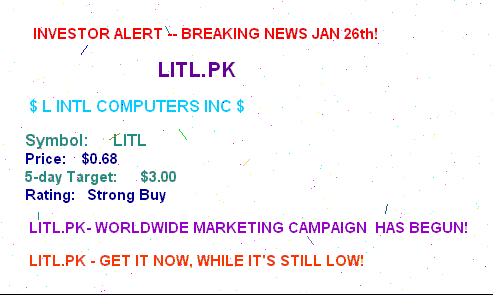 INVESTOR ALERT -- BREAKING NEWS JAN 26th!
LITL.PK
$ L INTL COMPUTERS INC $
Symbol: LITL
Price: $0.68
5-day Target: $3.00
Rating: Strong Buy
LITL.PK- WORLDWIDE MARKETING CAMPAIGN HAS BEGUN!
LITL.PK - GET IT NOW, WHILE IT'S STILL LOW!